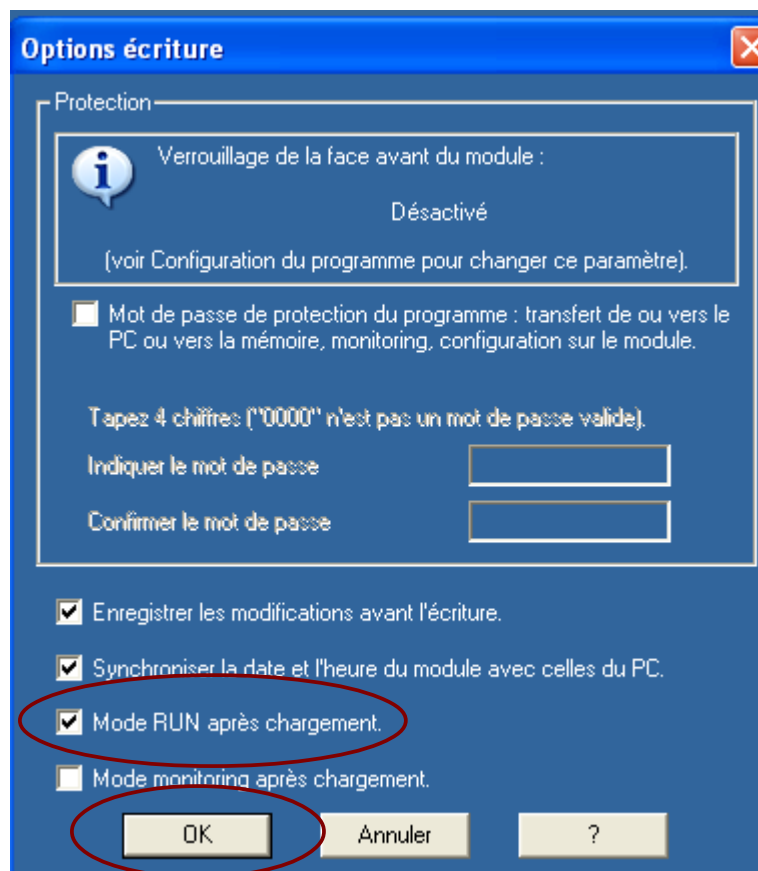 Options écriture
Protection
Verrouillage de la face avant du module :
Désactivé
(voir Configuration du programme pour changer ce paramètre).
Mot de passe de protection du programme : transfert de ou vers le
PC ou vers la mémoire, monitoring, configuration sur le module.
Tapez 4 chiffres ("0000" n'est pas un mot de passe valide).
Indiquer le mot de passe
Confirmer le mot de passe
Enregistrer les modifications avant l'écriture.
Synchroniser la date et l'heure du module avec celles du PC.
Mode RUN après chargement.
Mode monitoring après chargement.
OK Annuler ?